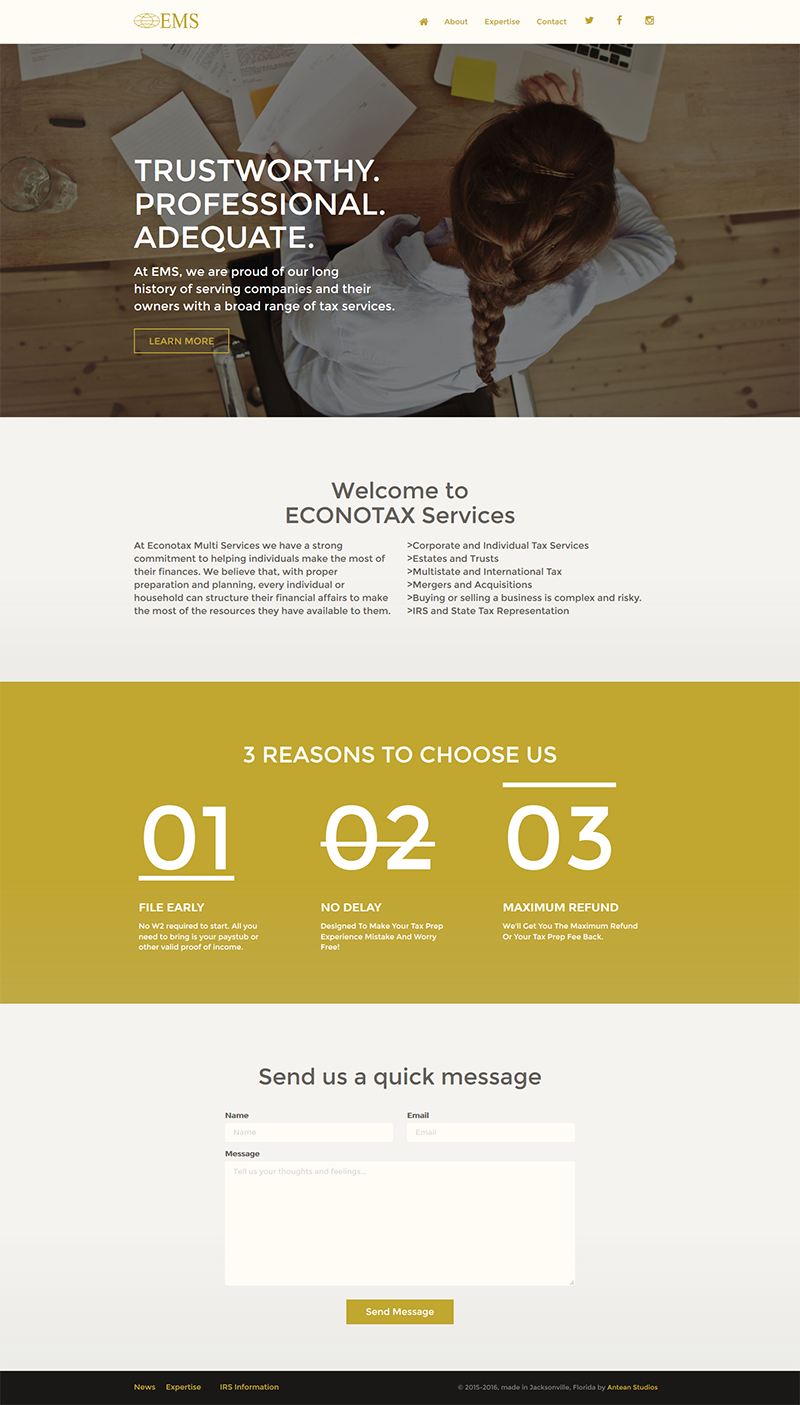 EMS
About Expertise Contact
TRUSTWORTHY.
PROFESSIONAL.
ADEQUATE.
At EMS, we are proud of our long
history of serving companies and their
owners with a broad range of tax services.
LEARN MORE
Welcome to
ECONOTAX Services
At Econotax Multi Services we have a strong
commitment to helping individuals make the most of
their finances. We believe that, with proper
preparation and planning, every individual or
household can structure their financial affairs to make
the most of the resources they have available to them.
>Corporate and Individual Tax Services
>Estates and Trusts
>Multistate and International Tax
>Mergers and Acquisitions
>Buying or selling a business is complex and risky.
>IRS and State Tax Representation
3 REASONS TO CHOOSE US
01
FILE EARLY
No W2 required to start. All you
need to bring is your paystub or
other valid proof of income.
02
NO DELAY
Designed To Make Your Tax Prep
Experience Mistake And Worry
Free!
03
MAXIMUM REFUND
We'll Get You The Maximum Refund
Or Your Tax Prep Fee Back.
Send us a quick message
Name
Name
Email
Email
Message
Tell us your thoughts and feelings...
Send Message
News Expertise IRS Information
© 2015-2016, made in Jacksonville, Florida by Antean Studios